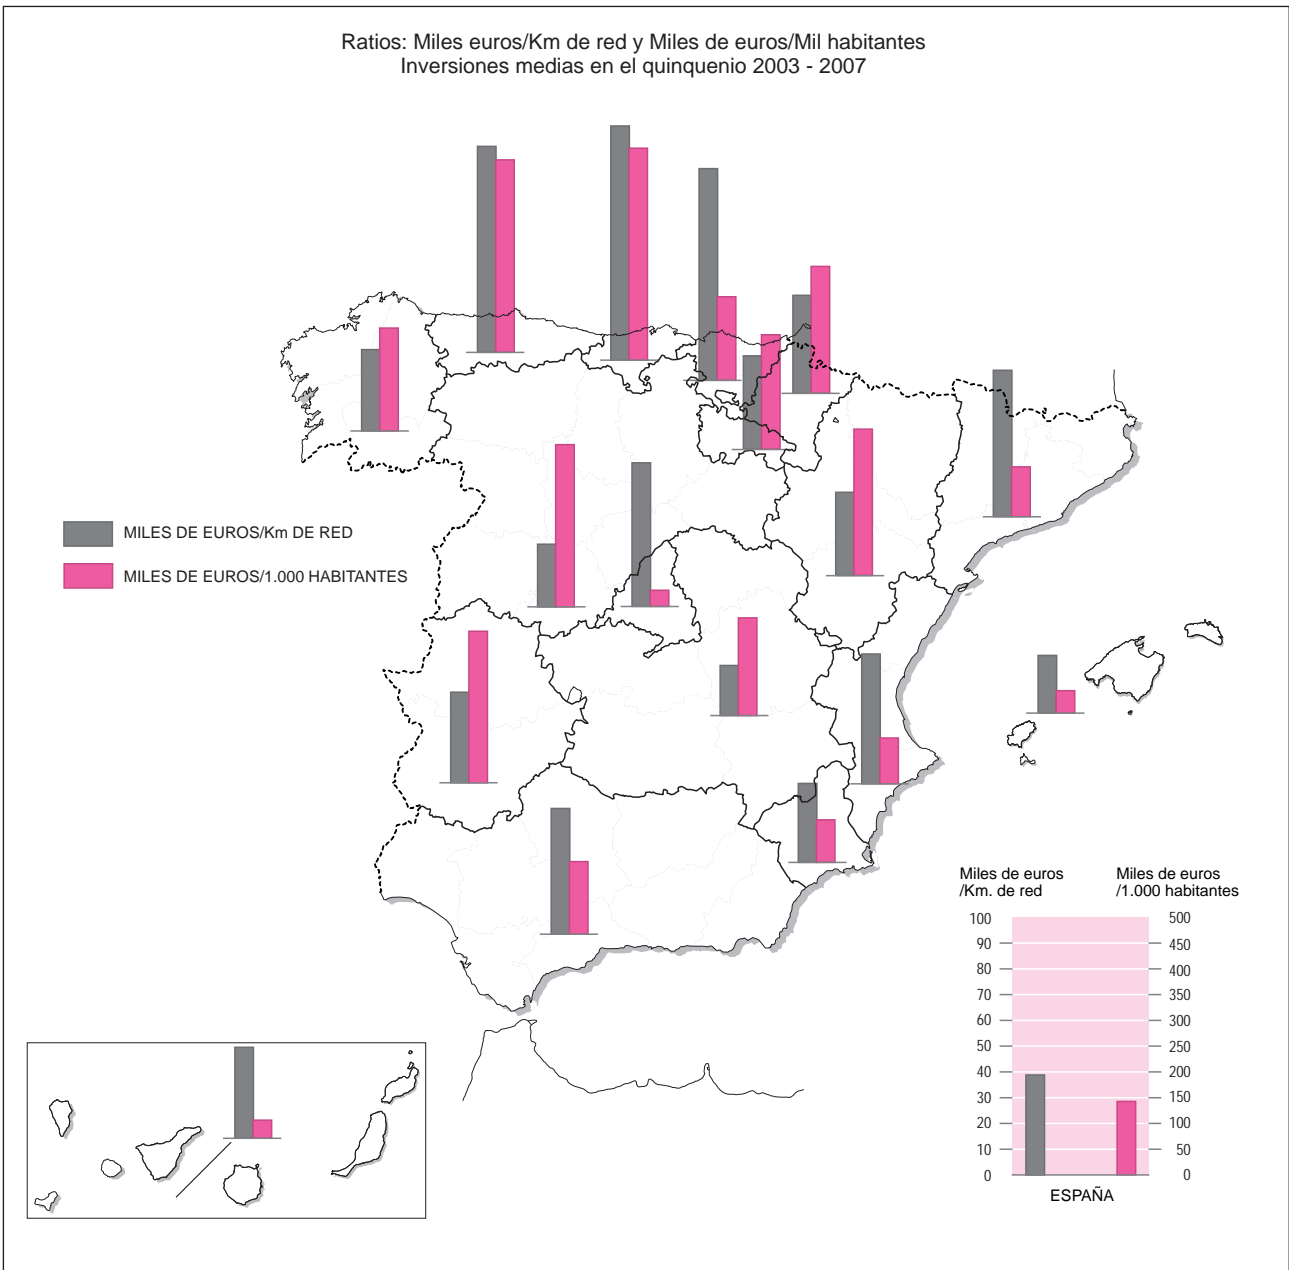 Ratios: Miles euros/Km de red y Miles de euros/Mil habitantes
Inversiones medias en el quinquenio 2003 - 2007
MILES DE EUROS/Km DE RED
MILES DE EUROS/1.000 HABITANTES
Miles de euros
/Km. de red
Miles de euros
/1.000 habitantes
100 500
90 450
80 400
70 350
60 300
50 250
40 200
30 150
20 100
10 50
0 0
ESPAÑA